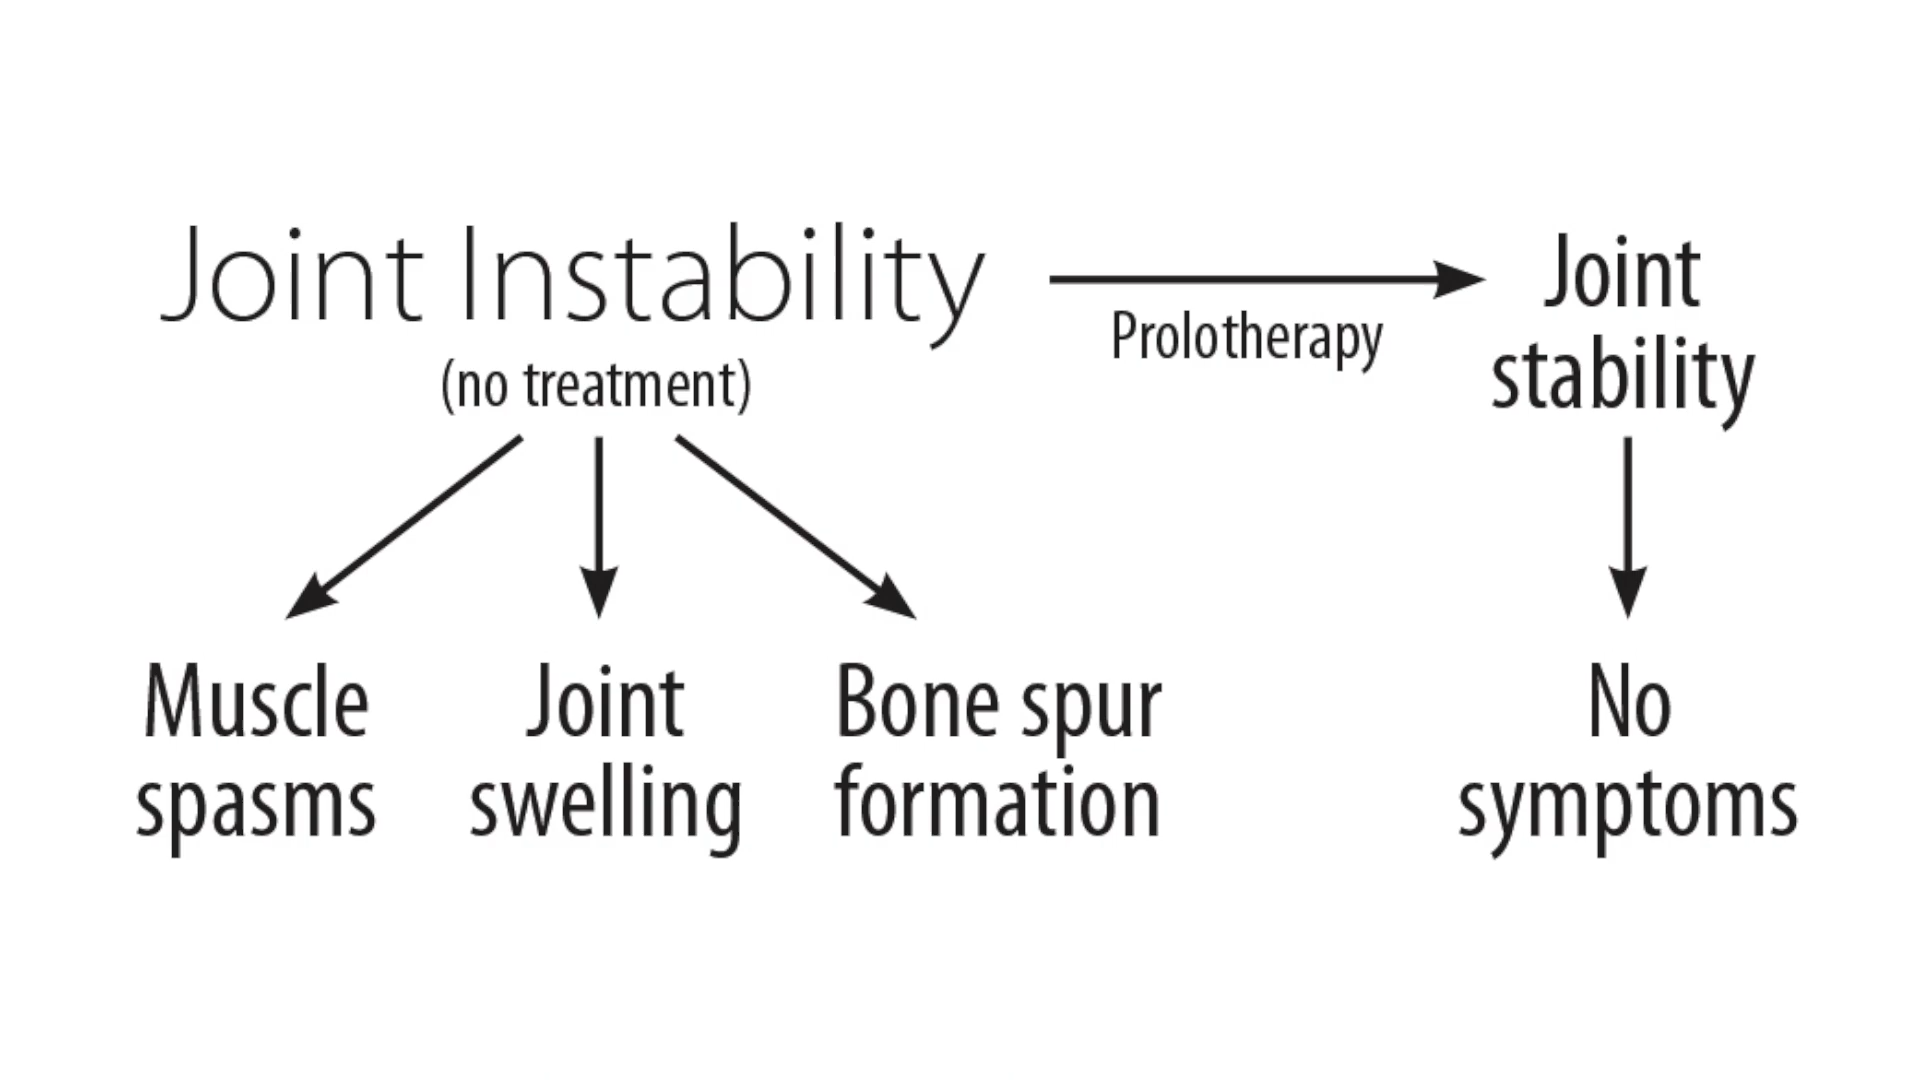 Joint Instability
(no treatment)
Prolotherapy
Joint
stability
Muscle
spasms
Joint
swelling
Bone spur
formation
No
symptoms